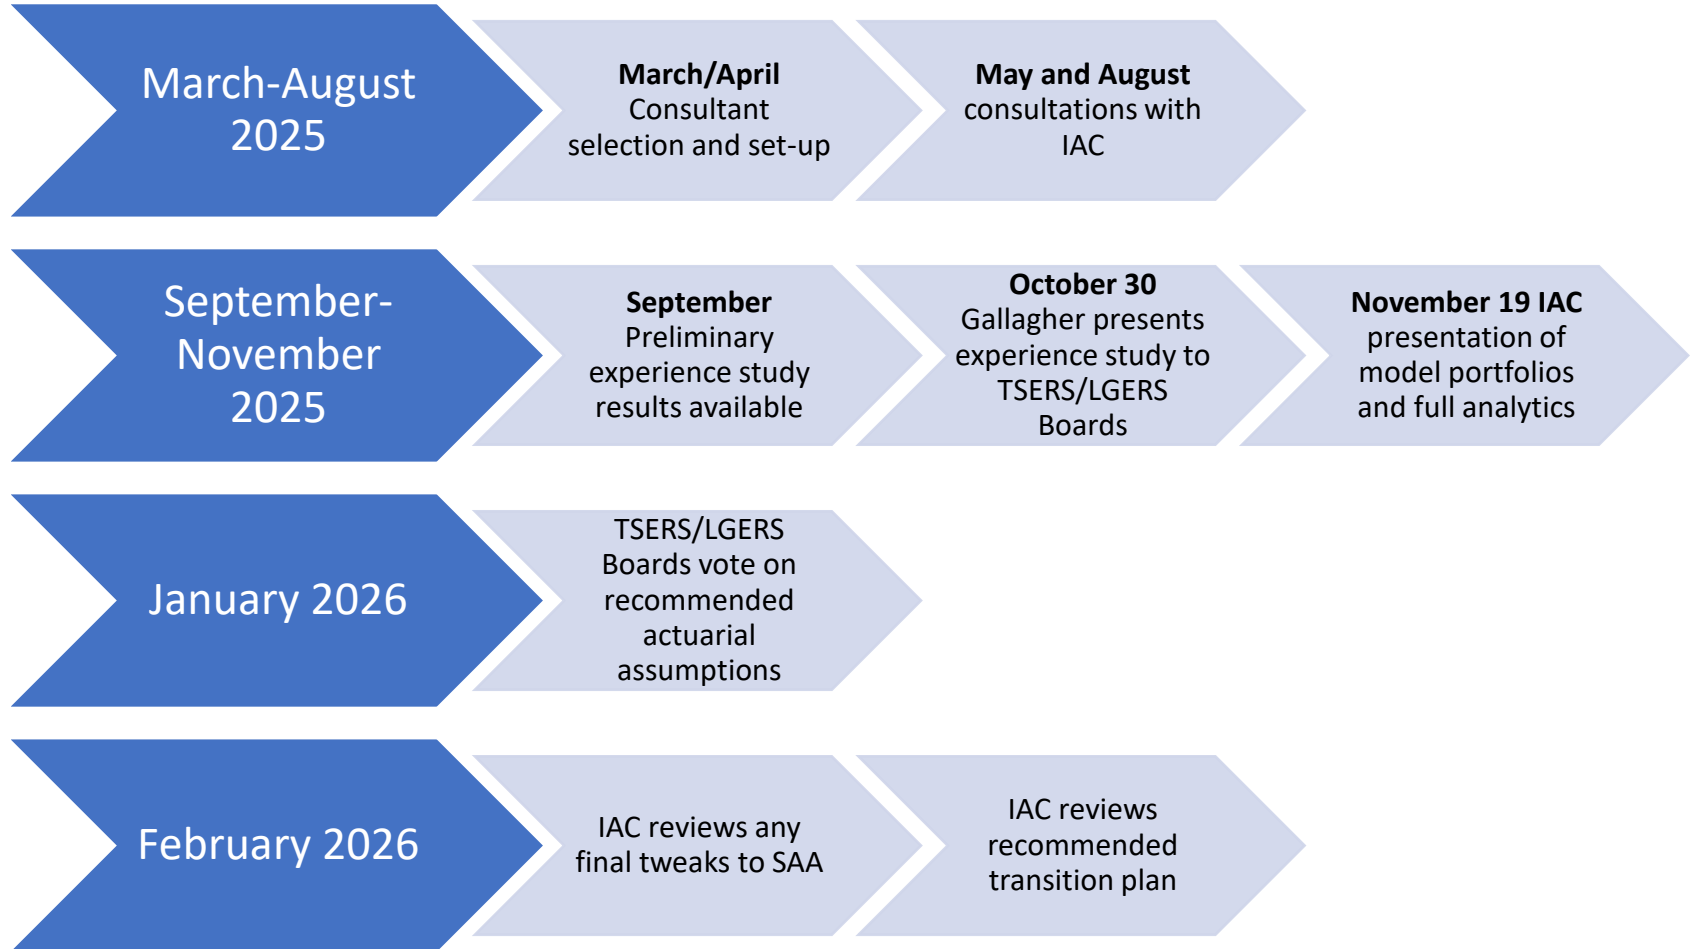 March-August
2025
March/April
Consultant
selection and set-up
May and August
consultations with
IAC
September-
November
2025
September
Preliminary
experience study
results available
October 30
Gallagher presents
experience study to
TSERS/LGERS
Boards
November 19 IAC
presentation of
model portfolios
and full analytics
January 2026
TSERS/LGERS
Boards vote on
recommended
actuarial
assumptions
February 2026
IAC reviews any
final tweaks to SAA
IAC reviews
recommended
transition plan